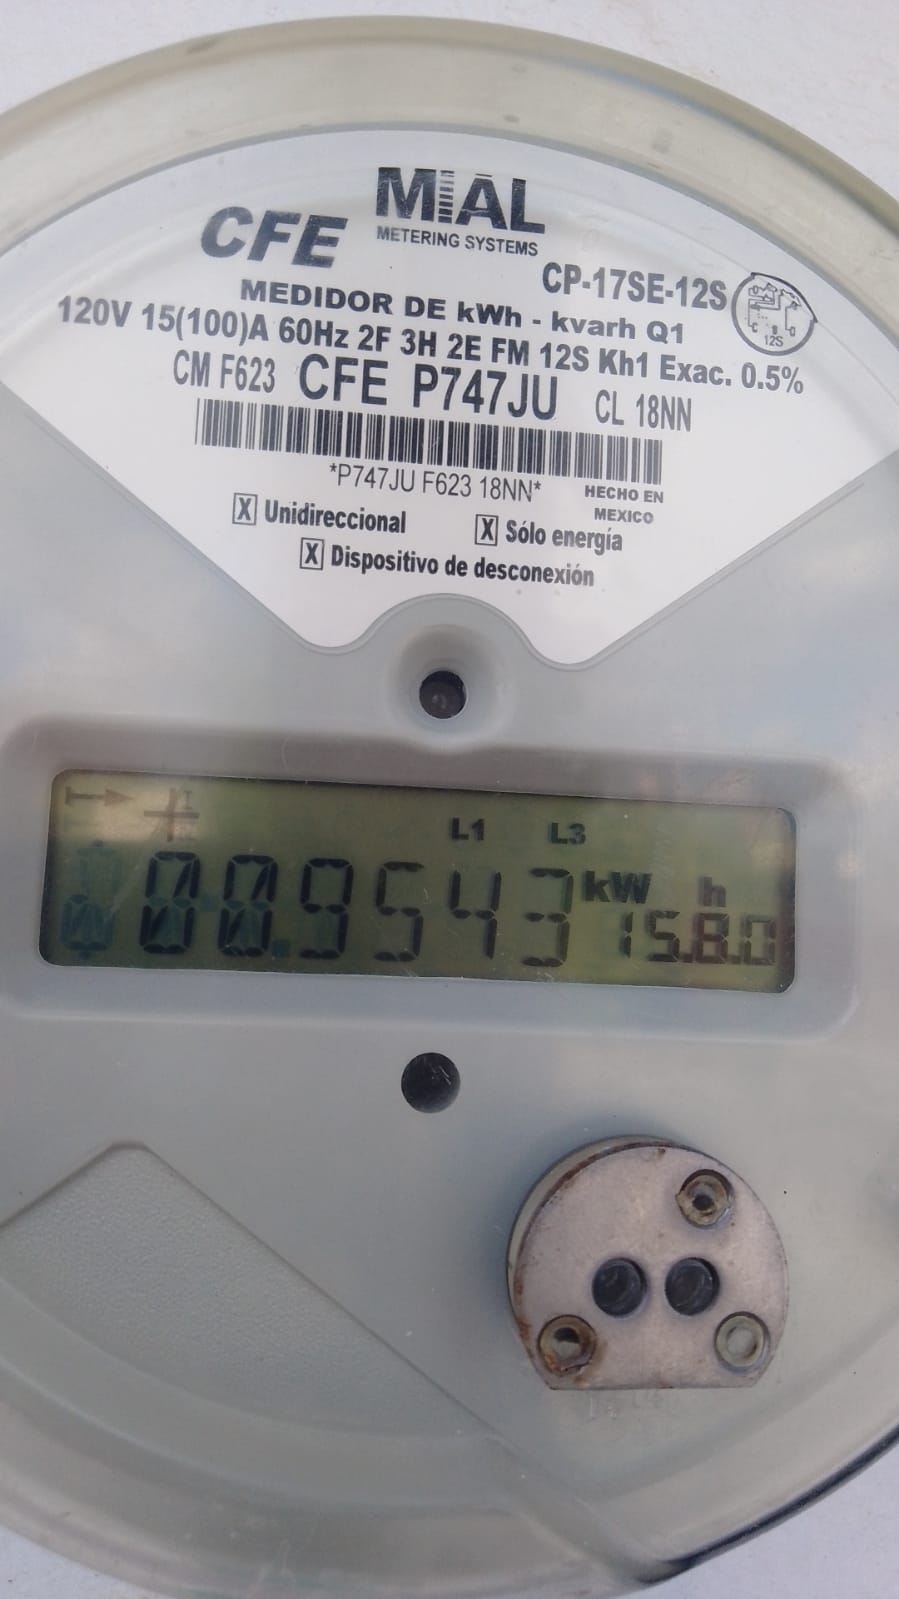 MIAL
METERING SYSTEMS
CFE
CP-17SE-12S
12S
MEDIDOR DE kWh - kvarh Q1
120V 15(100)A 60Hz 2F 3H 2E FM 12S Kh1 Exac. 0.5%
CM F623 CFE P747JU CL 18NN
*P747JU F623 18NN*
HECHO EN
MEXICO
X Unidireccional X Sólo energía
X Dispositivo de desconexión
L1 L3
009543 kW h
15.8.0